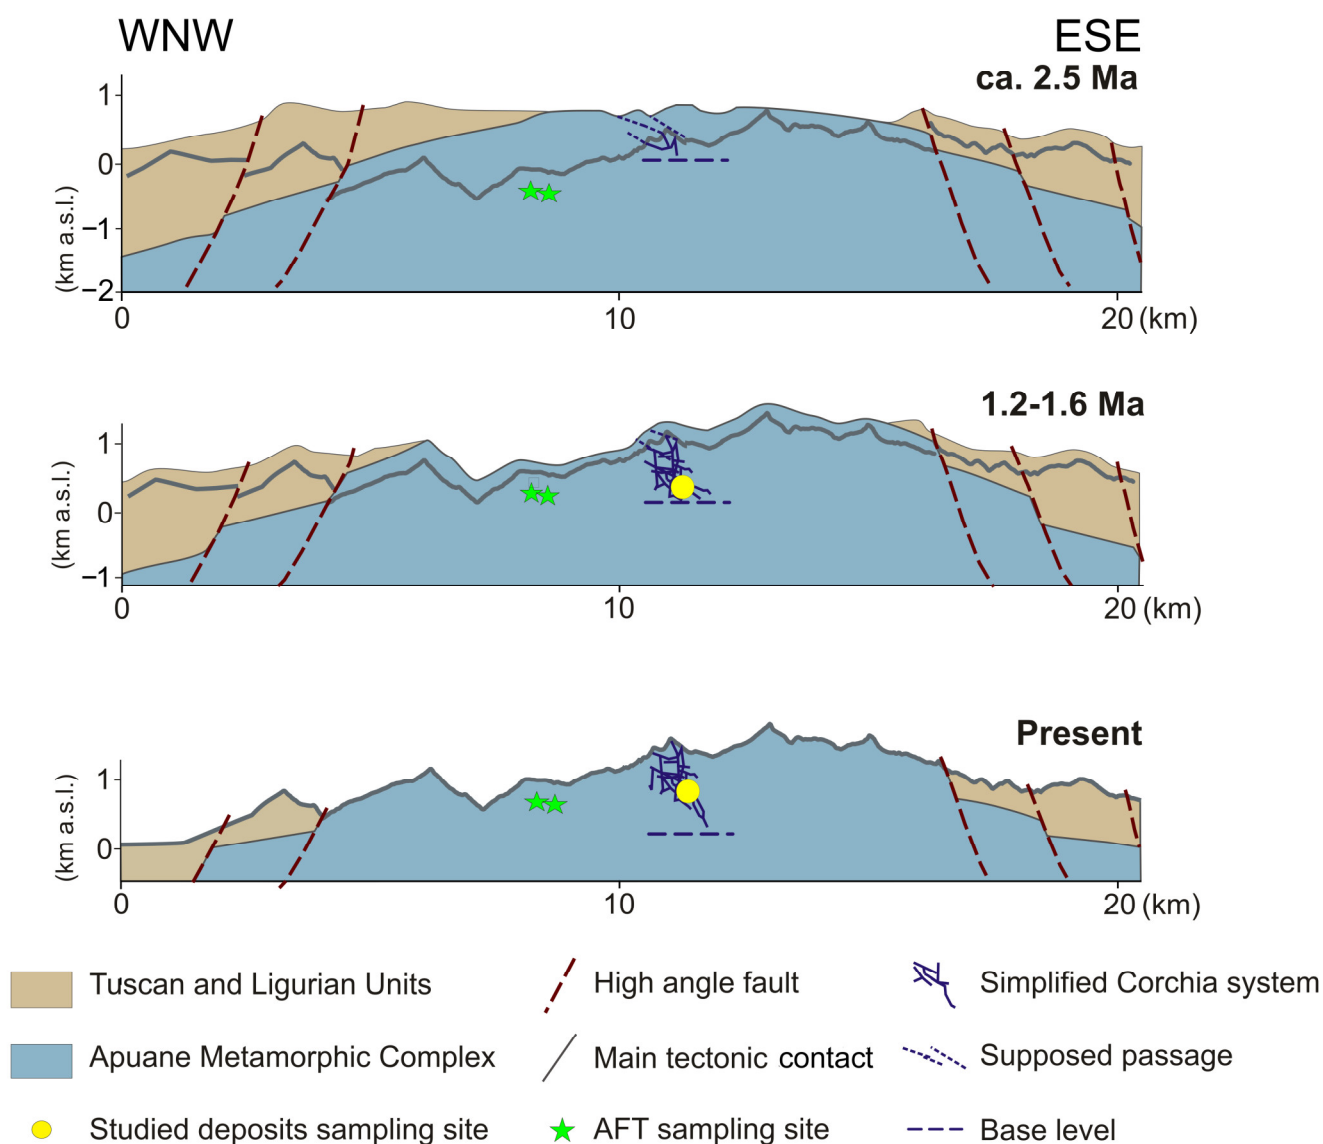 WNW
ESE
ca. 2.5 Ma
(km a.s.l.)
1
0
−1
−2
0
10
20 (km)
1.2-1.6 Ma
(km a.s.l.)
1
0
−1
0
10
20 (km)
Present
(km a.s.l.)
1
0
0
10
20 (km)
Tuscan and Ligurian Units
High angle fault
Simplified Corchia system
Apuane Metamorphic Complex
Main tectonic contact
Supposed passage
Studied deposits sampling site
AFT sampling site
Base level